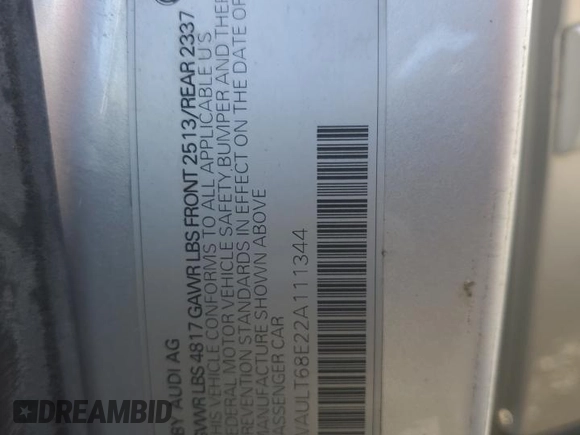 BY AUDI AG
GWWR LBS 4817 GAWR LBS FRONT 2513/REAR 2337
THIS VEHICLE CONFORMS TO ALL APPLICABLE U S
FEDERAL MOTOR VEHICLE SAFETY, BUMPER AND THEF
PREVENTION STANDARDS IN EFFECT ON THE DATE OF
MANUFACTURE SHOWN ABOVE
PASSENGER CAR
WAULT68E22A111344
DREAMBID